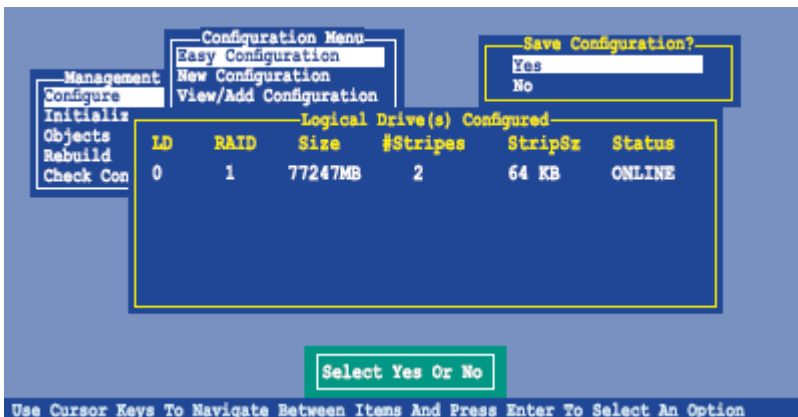 Configuration Menu
Easy Configuration
New Configuration
View/Add Configuration
Save Configuration?
Yes
No
Management
Configure
Initializ
Objects
Rebuild
Check Con
Logical Drive(s) Configured
LD RAID Size #Stripes StripSz Status
0 1 77247MB 2 64 KB ONLINE
Select Yes Or No
Use Cursor Keys To Navigate Between Items And Press Enter To Select An Option